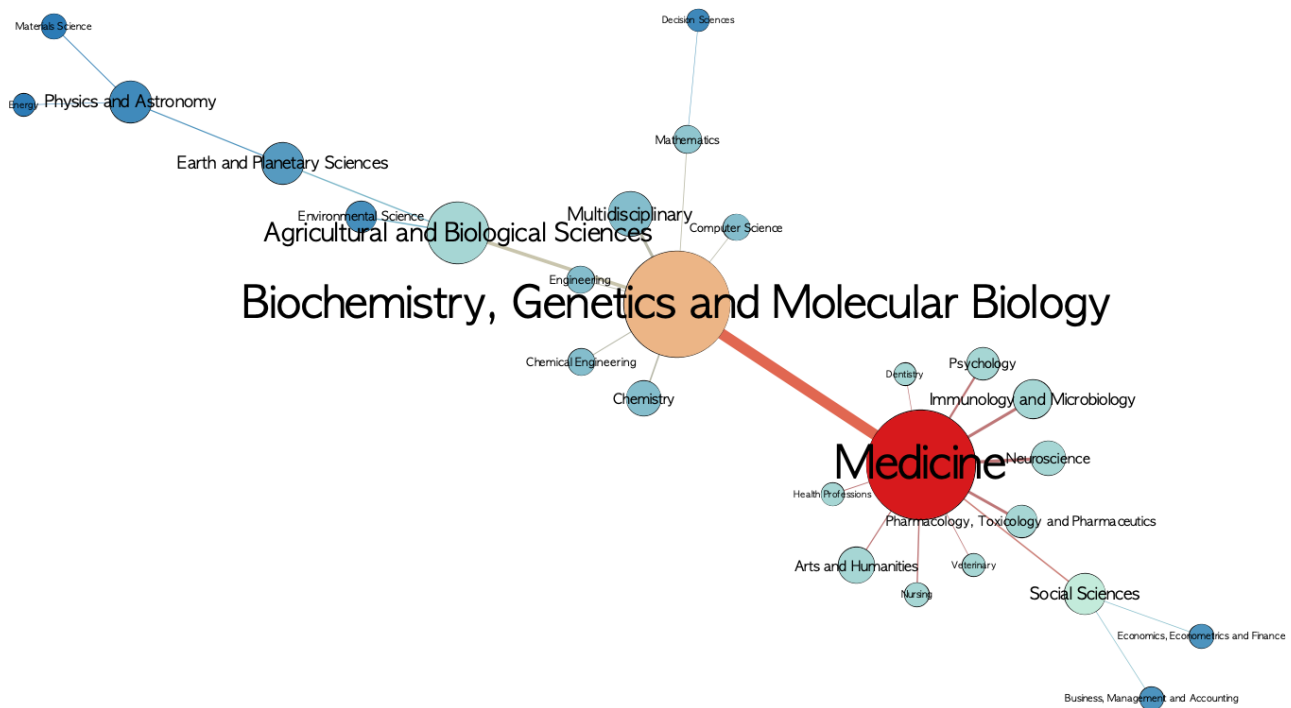 Decision Sciences
Materials Science
Energy
Physics and Astronomy
Mathematics
Earth and Planetary Sciences
Environmental Science
Multidisciplinary
Computer Science
Agricultural and Biological Sciences
Engineering
Biochemistry, Genetics and Molecular Biology
Chemical Engineering
Psychology
Dentistry
Chemistry
Immunology and Microbiology
Medicine
Neuroscience
Health Professions
Pharmacology, Toxicology and Pharmaceutics
Arts and Humanities
Veterinary
Nursing
Social Sciences
Economics, Econometrics and Finance
Business, Management and Accounting